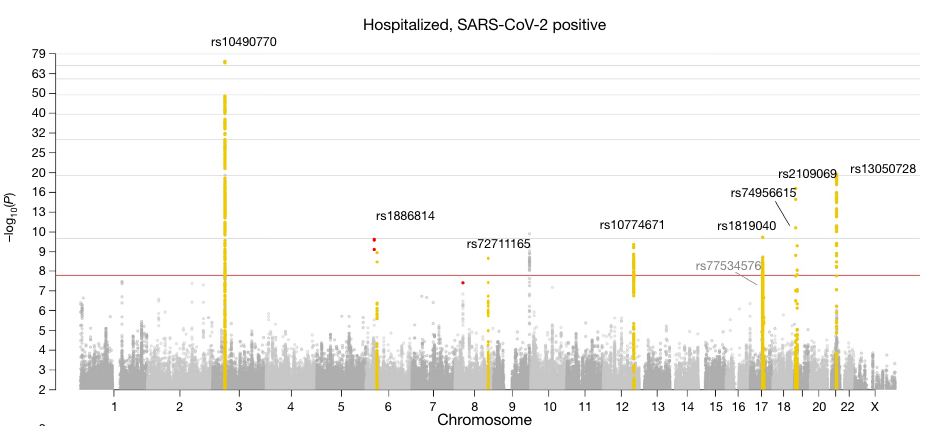 Hospitalized, SARS-CoV-2 positive
rs10490770
79
63
50
40
32
25
20
16
13
10
9
8
7
6
5
4
3
2
–log10(P)
rs2109069
rs13050728
rs74956615
rs1886814
rs10774671
rs1819040
rs72711165
rs77534576
1 2 3 4 5 6 7 8 9 10 11 12 13 14 15 16 17 18 20 22 X
Chromosome